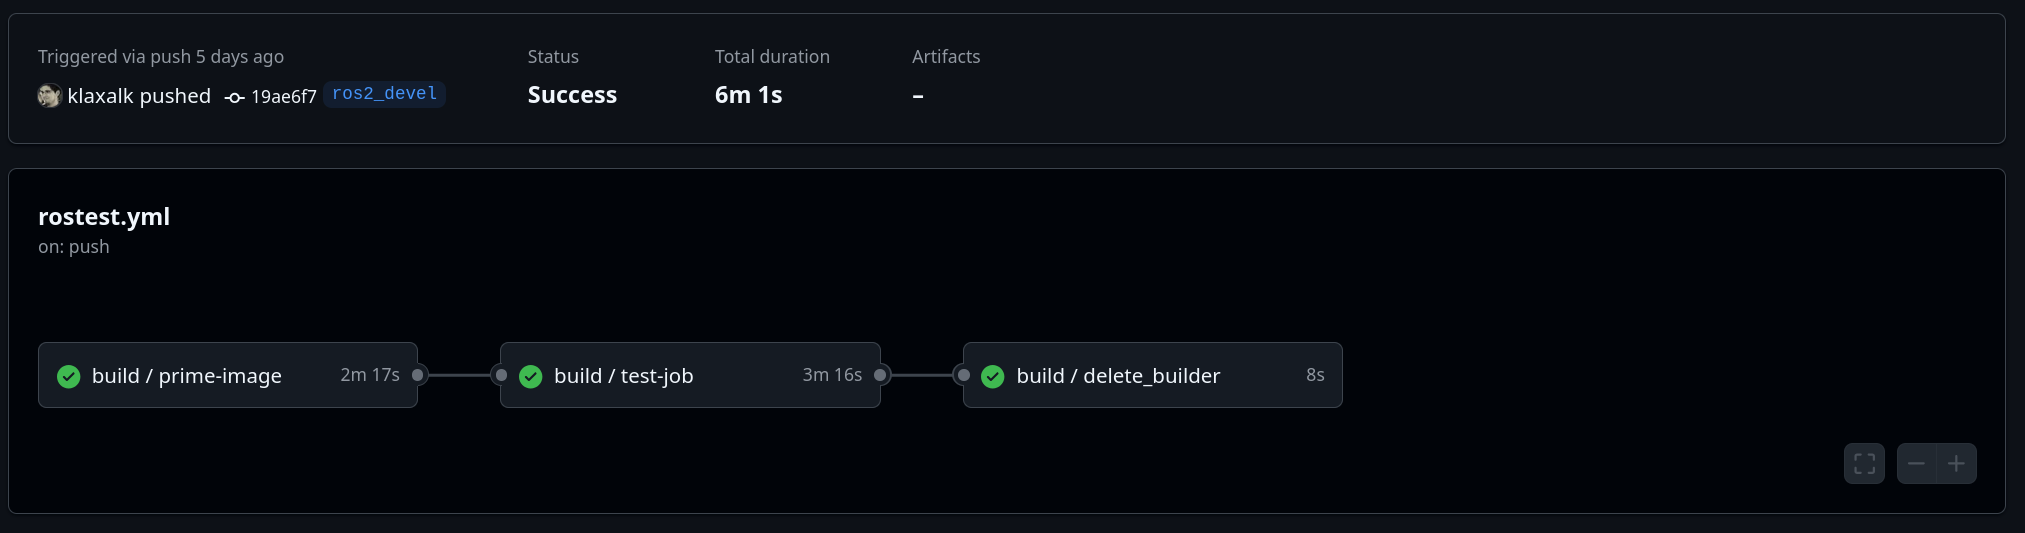 Triggered via push 5 days ago
klaxalk pushed 19ae6f7 ros2_devel
Status
Success
Total duration
6m 1s
Artifacts
–
rostest.yml
on: push
build / prime-image 2m 17s
build / test-job 3m 16s
build / delete_builder 8s